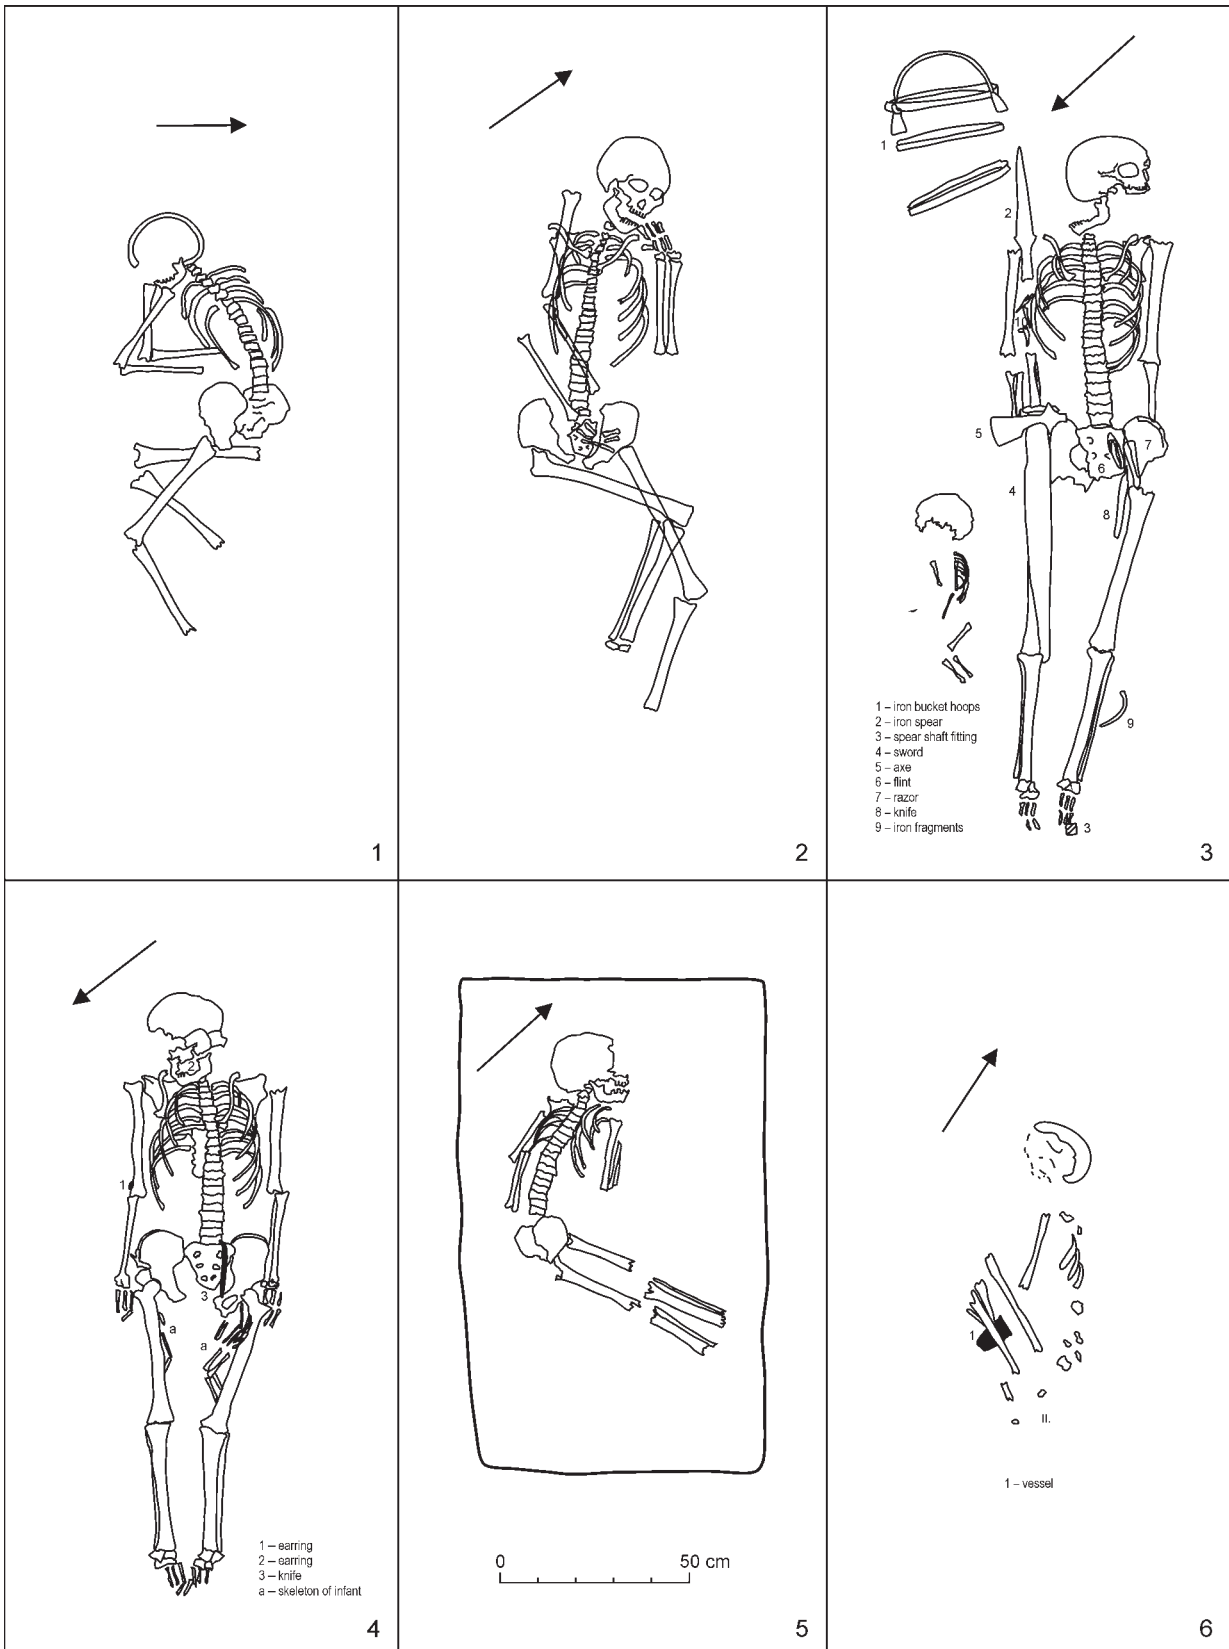 1
2
1
2
1
5
4
6
7
8
9
3
1 – iron bucket hoops
2 – iron spear
3 – spear shaft fitting
4 – sword
5 – axe
6 – flint
7 – razor
8 – knife
9 – iron fragments
3
2
1
3
a
a
1 – earring
2 – earring
3 – knife
a – skeleton of infant
4
0 50 cm
5
1
II.
1 – vessel
6